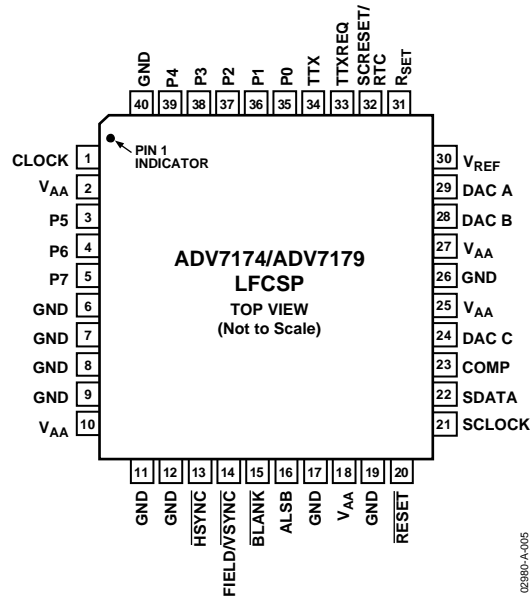 GND
P4
P3
P2
P1
P0
TTX
TTXREQ
SCRESET/
RTC
RSET
40 39 38 37 36 35 34 33 32 31
PIN 1
INDICATOR
CLOCK 1
VAA 2
P5 3
P6 4
P7 5
GND 6
GND 7
GND 8
GND 9
VAA 10
ADV7174/ADV7179
LFCSP
TOP VIEW
(Not to Scale)
30 VREF
29 DAC A
28 DAC B
27 VAA
26 GND
25 VAA
24 DAC C
23 COMP
22 SDATA
21 SCLOCK
11 12 13 14 15 16 17 18 19 20
GND
GND
HSYNC
FIELD/VSYNC
BLANK
ALSB
GND
VAA
GND
RESET
02980-A-005